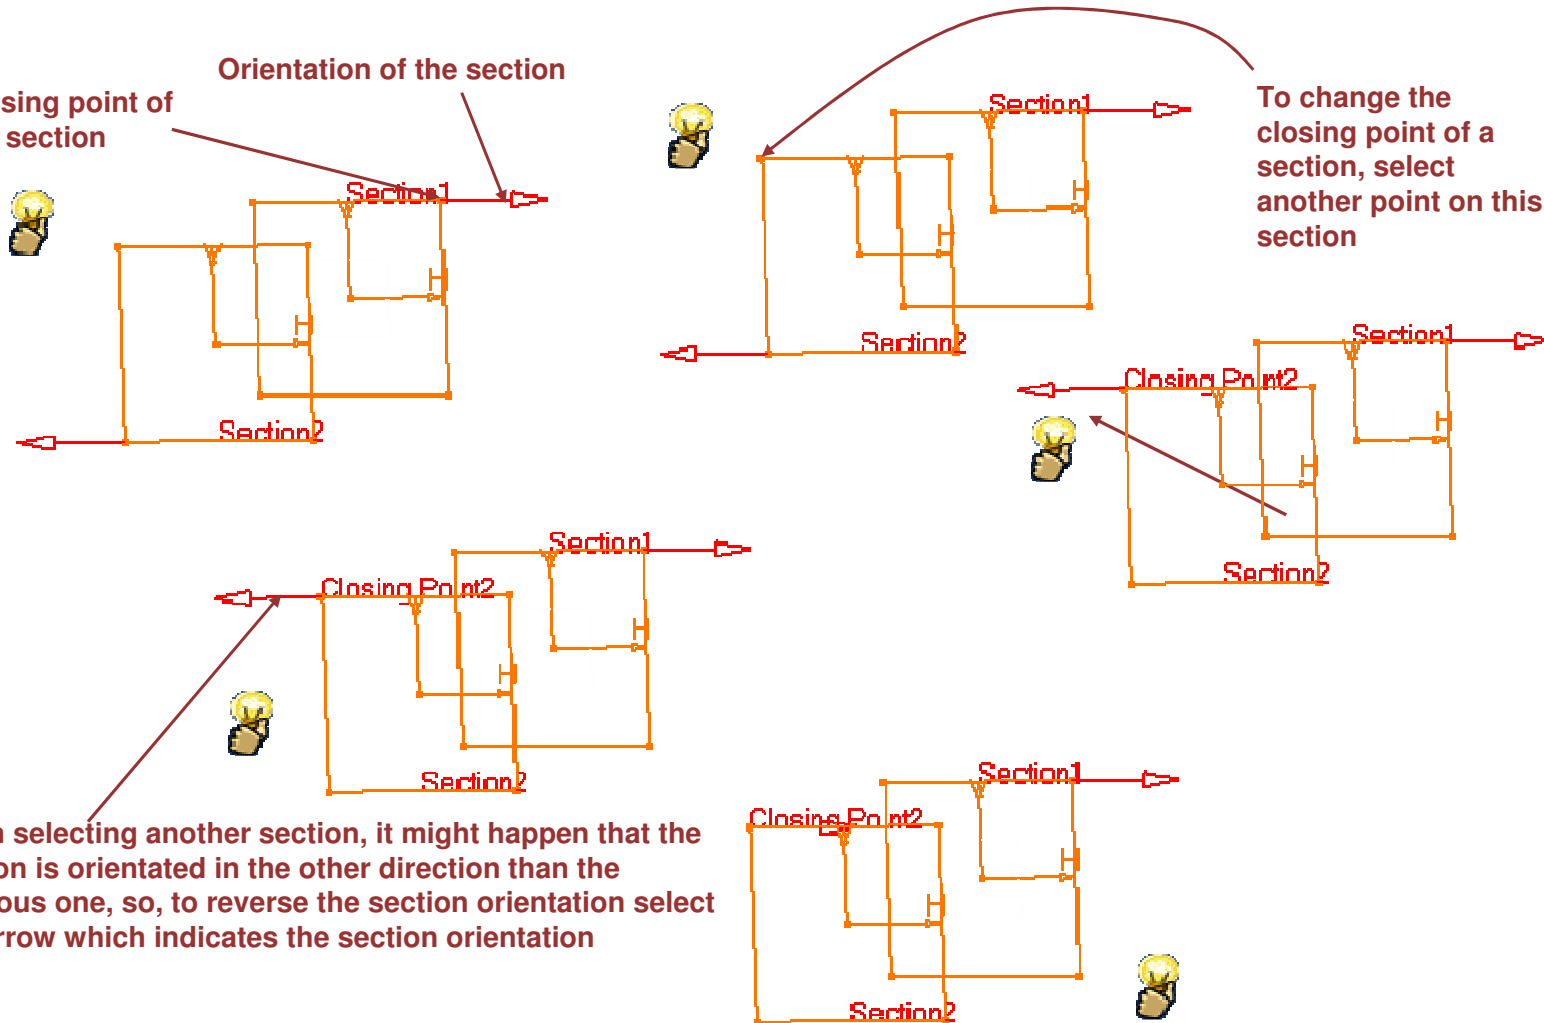 Orientation of the section
sing point of
section
Section1
Section2
V
H
V
H
To change the
closing point of a
section, select
another point on this
section
Section1
Section2
V
H
V
H
Section1
Closing Point2
Section2
V
H
V
H
Section1
Closing Point2
Section2
V
H
V
H
n selecting another section, it might happen that the
on is orientated in the other direction than the
ous one, so, to reverse the section orientation select
rrow which indicates the section orientation
Section1
Closing Point2
Section2
V
H
V
H